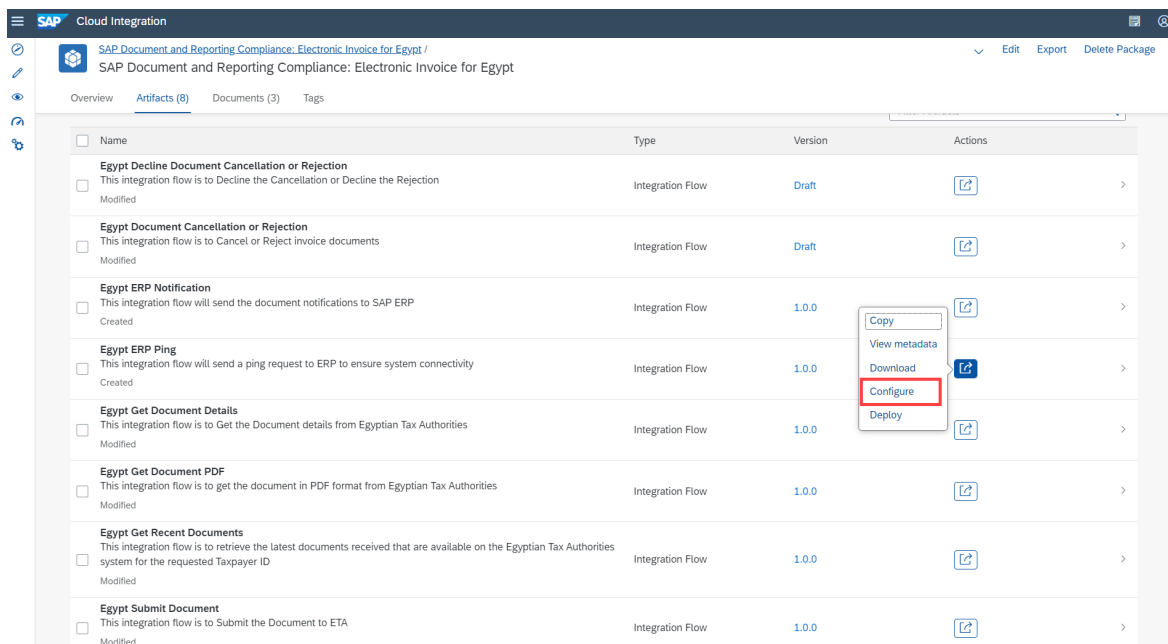 SAP Cloud Integration
SAP Document and Reporting Compliance: Electronic Invoice for Egypt /
Edit Export Delete Package
SAP Document and Reporting Compliance: Electronic Invoice for Egypt
Overview Artifacts (8) Documents (3) Tags
Name Type Version Actions
Egypt Decline Document Cancellation or Rejection
This integration flow is to Decline the Cancellation or Decline the Rejection
Integration Flow Draft
Modified
Egypt Document Cancellation or Rejection
This integration flow is to Cancel or Reject invoice documents
Integration Flow Draft
Modified
Egypt ERP Notification
This integration flow will send the document notifications to SAP ERP
Integration Flow 1.0.0
Created
Copy
View metadata
Download
Configure
Deploy
Egypt ERP Ping
This integration flow will send a ping request to ERP to ensure system connectivity
Integration Flow 1.0.0
Created
Egypt Get Document Details
This integration flow is to Get the Document details from Egyptian Tax Authorities
Integration Flow 1.0.0
Modified
Egypt Get Document PDF
This integration flow is to get the document in PDF format from Egyptian Tax Authorities
Integration Flow 1.0.0
Modified
Egypt Get Recent Documents
This integration flow is to retrieve the latest documents received that are available on the Egyptian Tax Authorities
system for the requested Taxpayer ID
Integration Flow 1.0.0
Modified
Egypt Submit Document
This integration flow is to Submit the Document to ETA
Integration Flow 1.0.0
Modified